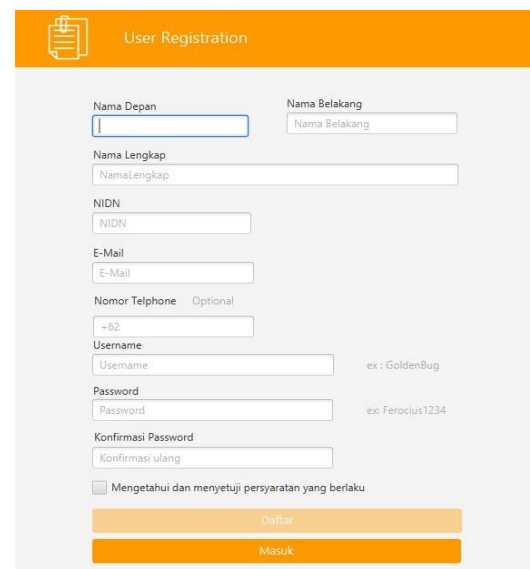 User Registration
Nama Depan
Nama Belakang
Nama Belakang
Nama Lengkap
NamaLengkap
NIDN
NIDN
E-Mail
E-Mail
Nomor Telphone Optional
+62
Username
Username ex : GoldenBug
Password
Password ex: Ferocius1234
Konfirmasi Password
Konfirmasi ulang
Mengetahui dan menyetuji persyaratan yang berlaku
Daftar
Masuk